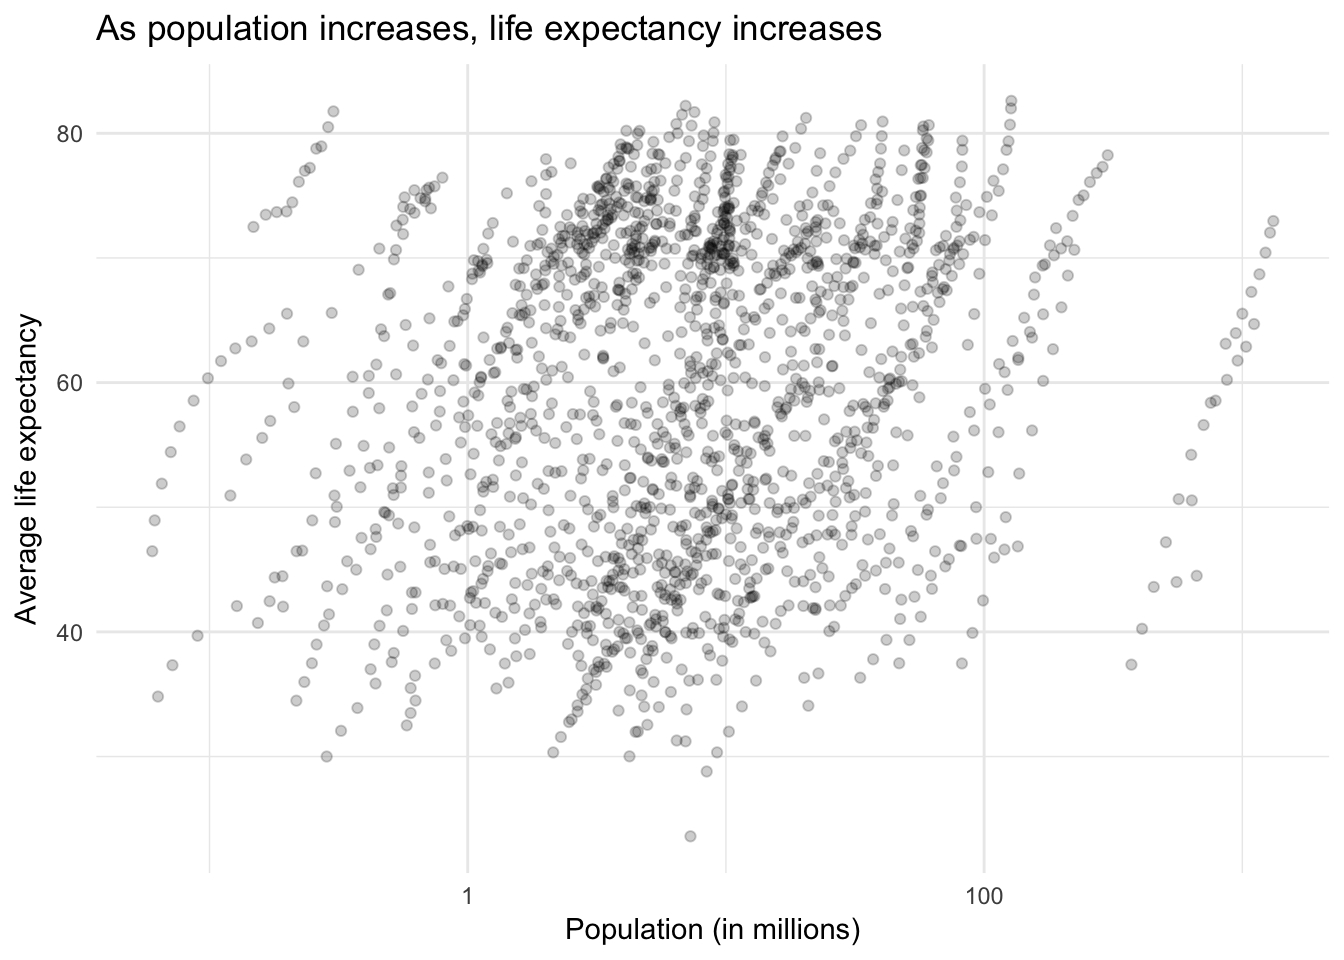 As population increases, life expectancy increases
80
60
40
Average life expectancy
1
100
Population (in millions)